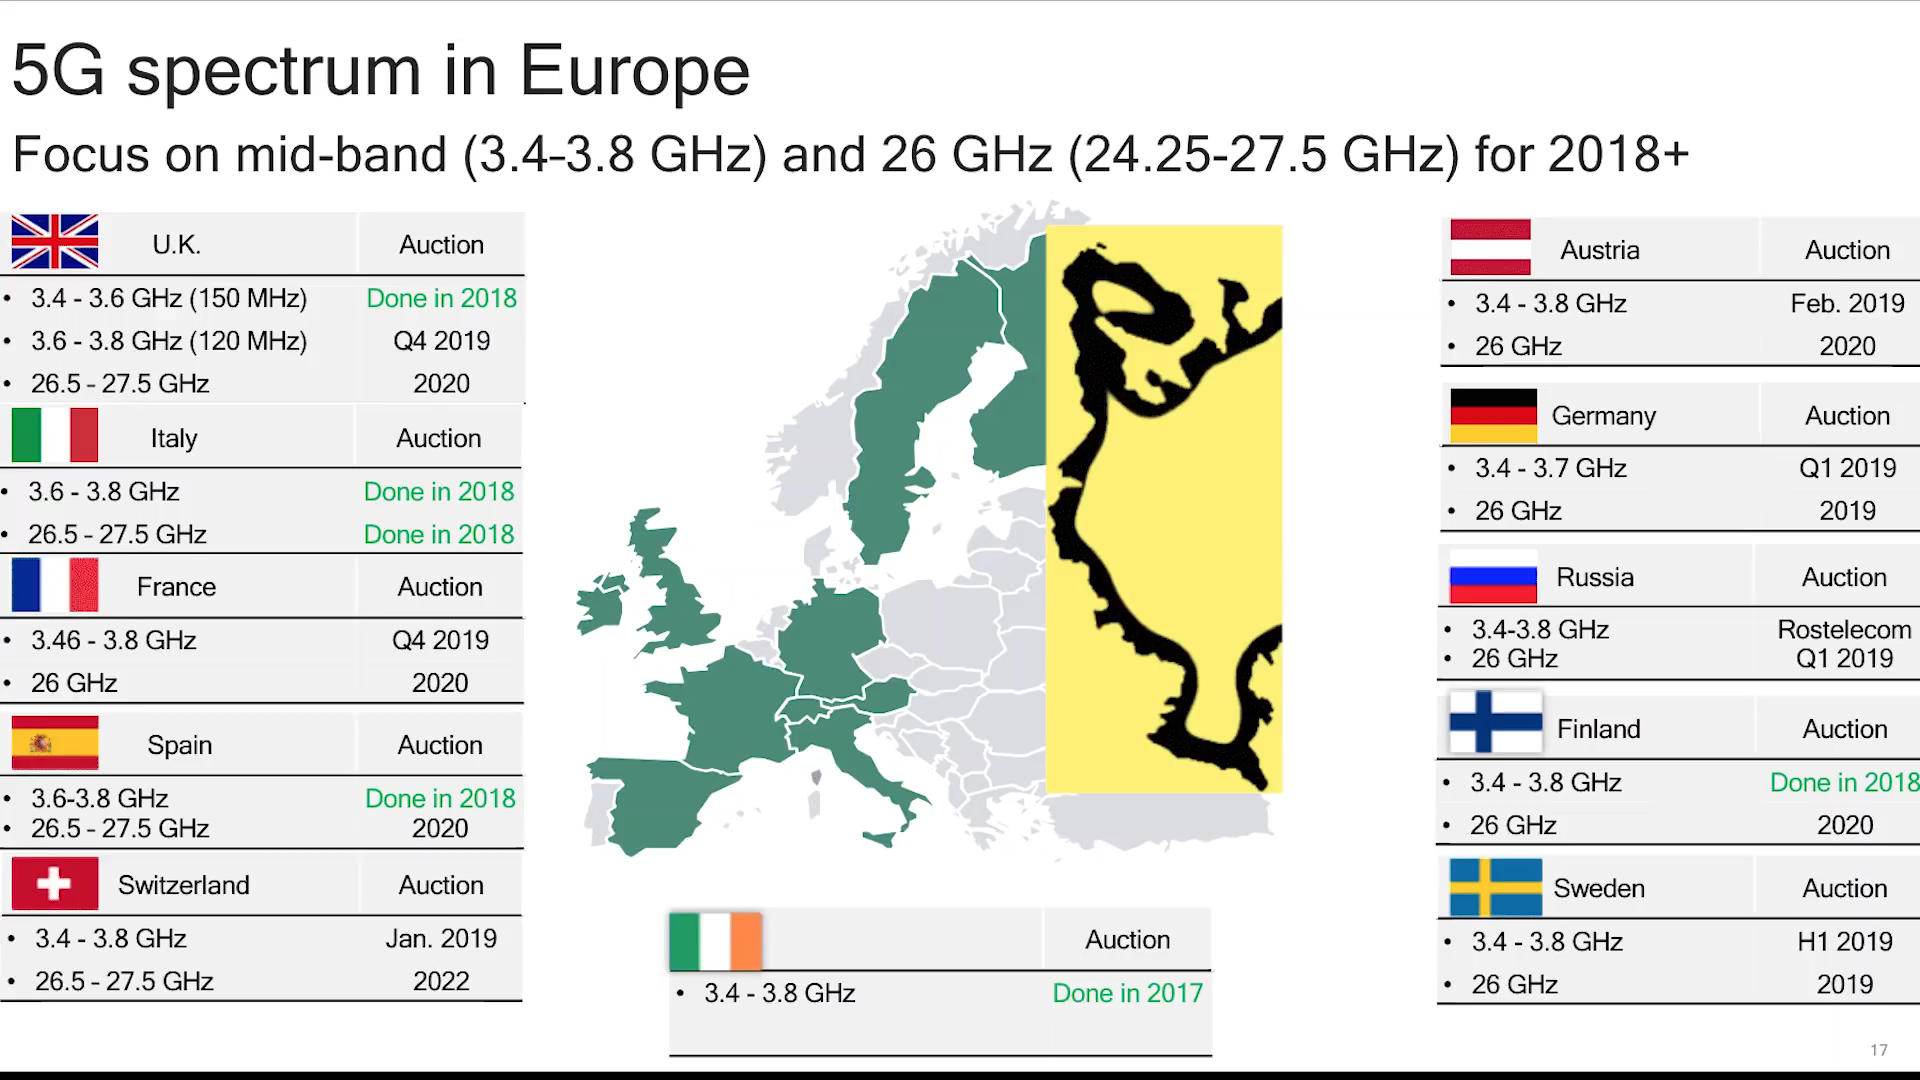 5G spectrum in Europe
Focus on mid-band (3.4–3.8 GHz) and 26 GHz (24.25-27.5 GHz) for 2018+
U.K. Auction
• 3.4 - 3.6 GHz (150 MHz) Done in 2018
• 3.6 - 3.8 GHz (120 MHz) Q4 2019
• 26.5 - 27.5 GHz 2020
Italy Auction
• 3.6 - 3.8 GHz Done in 2018
• 26.5 - 27.5 GHz Done in 2018
France Auction
• 3.46 - 3.8 GHz Q4 2019
• 26 GHz 2020
Spain Auction
• 3.6-3.8 GHz Done in 2018
• 26.5 - 27.5 GHz 2020
Switzerland Auction
• 3.4 - 3.8 GHz Jan. 2019
• 26.5 - 27.5 GHz 2022
Auction
• 3.4 - 3.8 GHz Done in 2017
Austria Auction
• 3.4 - 3.8 GHz Feb. 2019
• 26 GHz 2020
Germany Auction
• 3.4 - 3.7 GHz Q1 2019
• 26 GHz 2019
Russia Auction
• 3.4-3.8 GHz Rostelecom
• 26 GHz Q1 2019
Finland Auction
• 3.4 - 3.8 GHz Done in 2018
• 26 GHz 2020
Sweden Auction
• 3.4 - 3.8 GHz H1 2019
• 26 GHz 2019
17